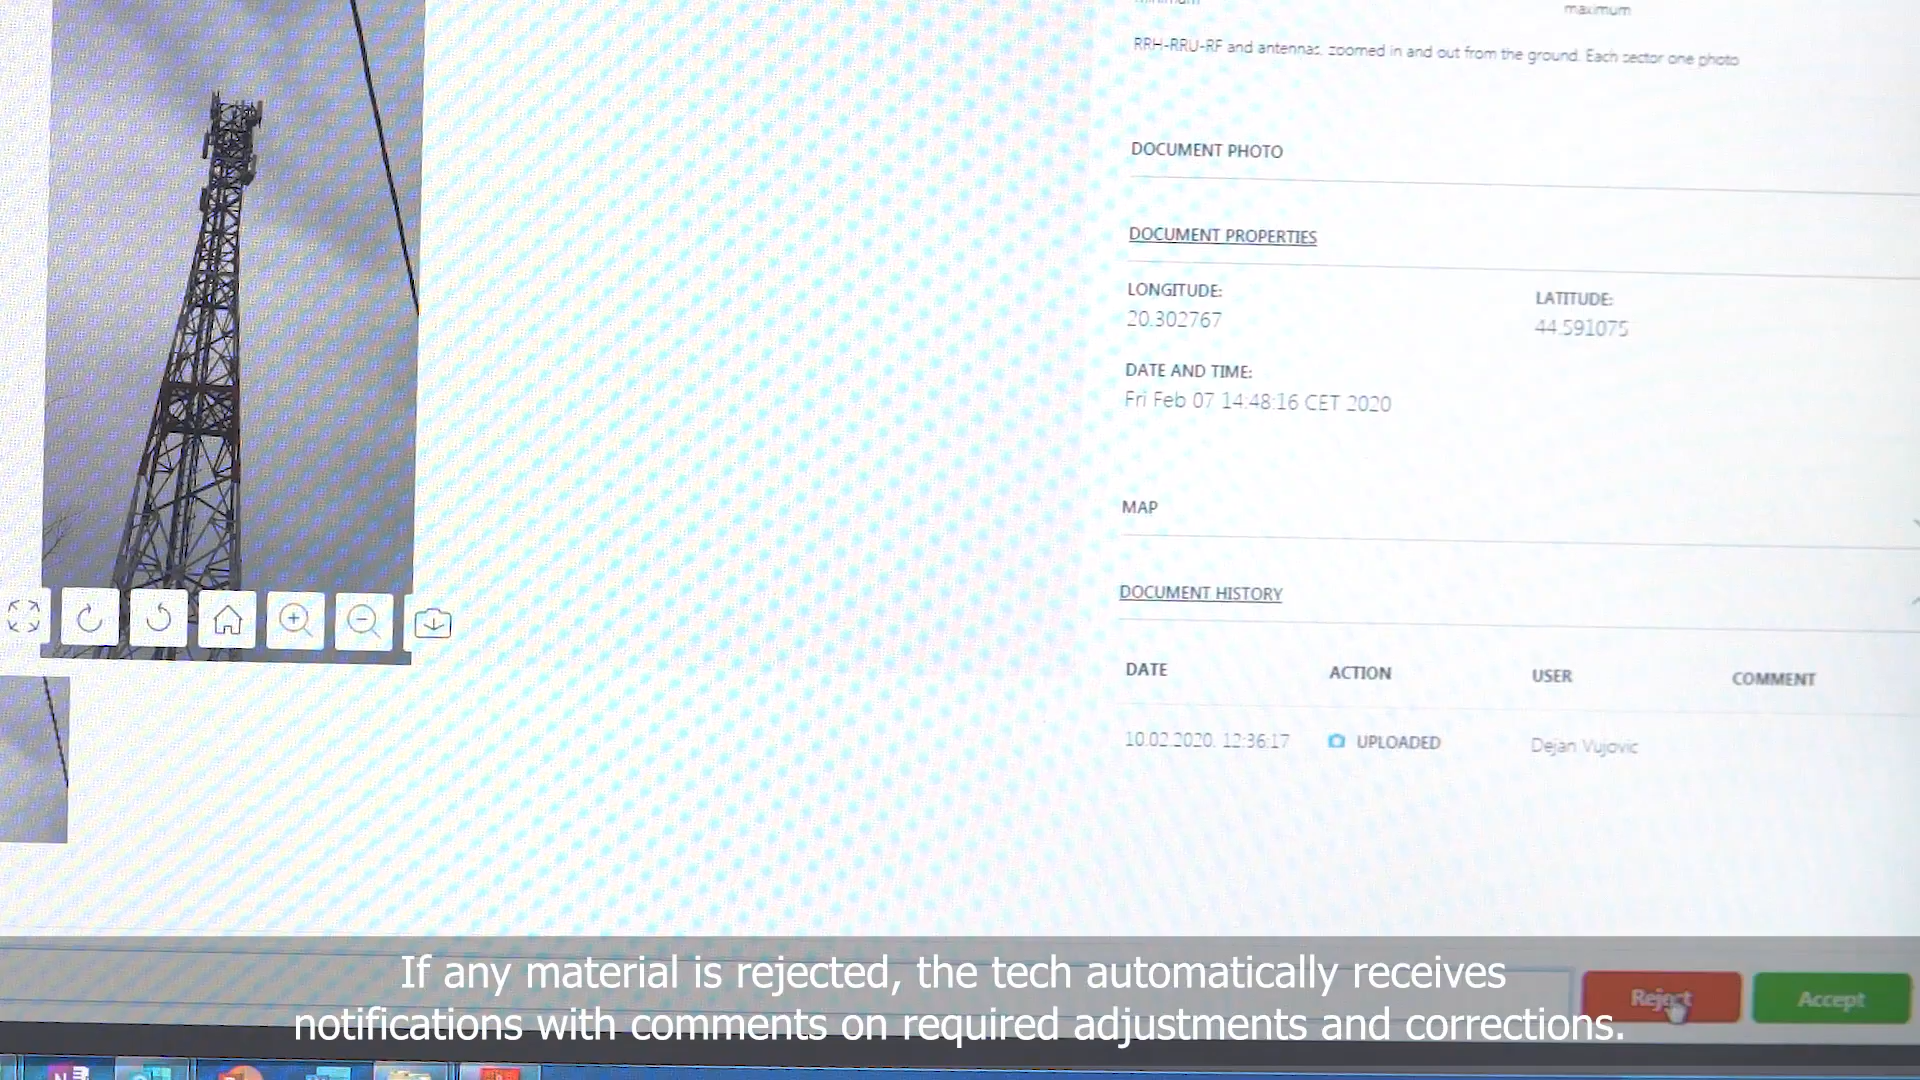 maximum
RRH-RRU-RF and antennas, zoomed in and out from the ground. Each sector one photo
DOCUMENT PHOTO
DOCUMENT PROPERTIES
LONGITUDE:
20.302767
LATITUDE:
44.591075
DATE AND TIME:
Fri Feb 07 14:48:16 CET 2020
MAP
DOCUMENT HISTORY
DATE ACTION USER COMMENT
10.02.2020. 12:36:17 UPLOADED Dejan Vujovic
Reject Accept
If any material is rejected, the tech automatically receives
notifications with comments on required adjustments and corrections.